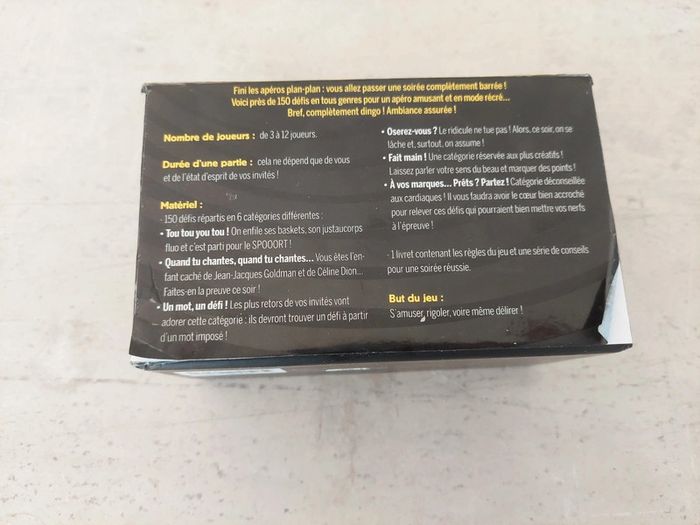 Fini les apéros plan-plan : vous allez passer une soirée complètement barrée !
Voici près de 150 défis en tous genres pour un apéro amusant et en mode récré...
Bref, complètement dingo ! Ambiance assurée !
Nombre de joueurs : de 3 à 12 joueurs.
Durée d'une partie : cela ne dépend que de vous
et de l'état d'esprit de vos invités !
Matériel :
- 150 défis répartis en 6 catégories différentes :
• Tou tou you tou ! On enfile ses baskets, son justaucorps
fluo et c'est parti pour le SPOOORT !
• Quand tu chantes, quand tu chantes... Vous êtes l'en-
fant caché de Jean-Jacques Goldman et de Céline Dion...
Faites-en la preuve ce soir !
• Un mot, un défi ! Les plus retors de vos invités vont
adorer cette catégorie : ils devront trouver un défi à partir
d'un mot imposé !
• Oserez-vous ? Le ridicule ne tue pas ! Alors, ce soir, on se
lâche et, surtout, on assume !
• Fait main ! Une catégorie réservée aux plus créatifs !
Laissez parler votre sens du beau et marquer des points !
• À vos marques... Prêts ? Partez ! Catégorie déconseillée
aux cardiaques ! Il vous faudra avoir le cœur bien accroché
pour relever ces défis qui pourraient bien mettre vos nerfs
à l'épreuve !
- 1 livret contenant les règles du jeu et une série de conseils
pour une soirée réussie.
But du jeu :
S'amuser, rigoler, voire même délirer !